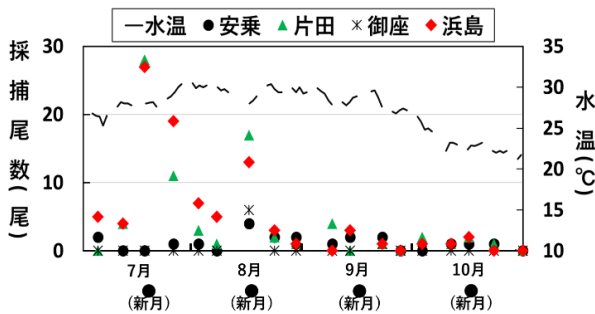 —水温 ●安乗 ▲片田 ✳御座 ◆浜島
採捕尾数(尾)
30
20
10
0
35
30
25
20
15
10
水温(℃)
7月 8月 9月 10月
● ● ● ●
(新月) (新月) (新月) (新月)